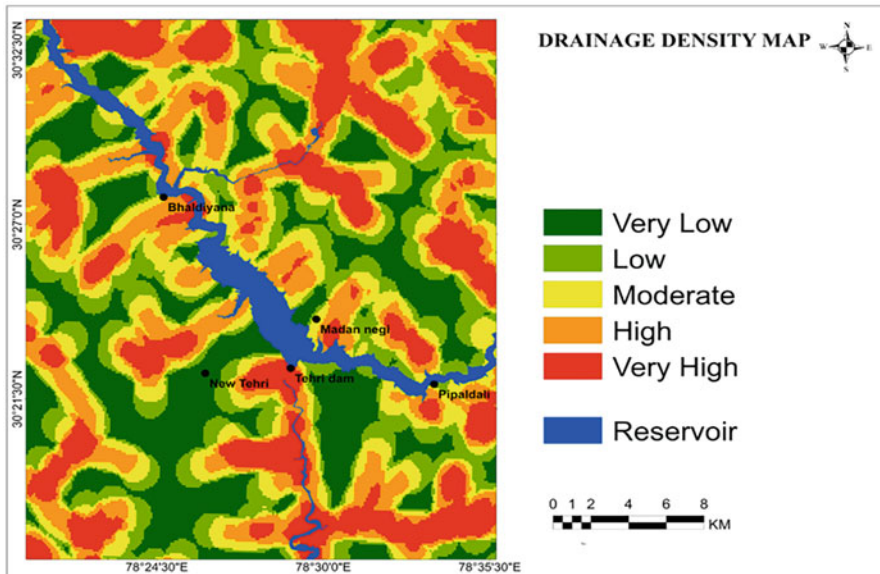 DRAINAGE DENSITY MAP
N
W E
S
30°32'30"N
30°27'0"N
30°21'30"N
Bhaldiyana
Madan negi
New Tehri
Tehri dam
Pipaldali
78°24'30"E
78°30'0"E
78°35'30"E
Very Low
Low
Moderate
High
Very High
Reservoir
0 1 2 4 6 8
KM